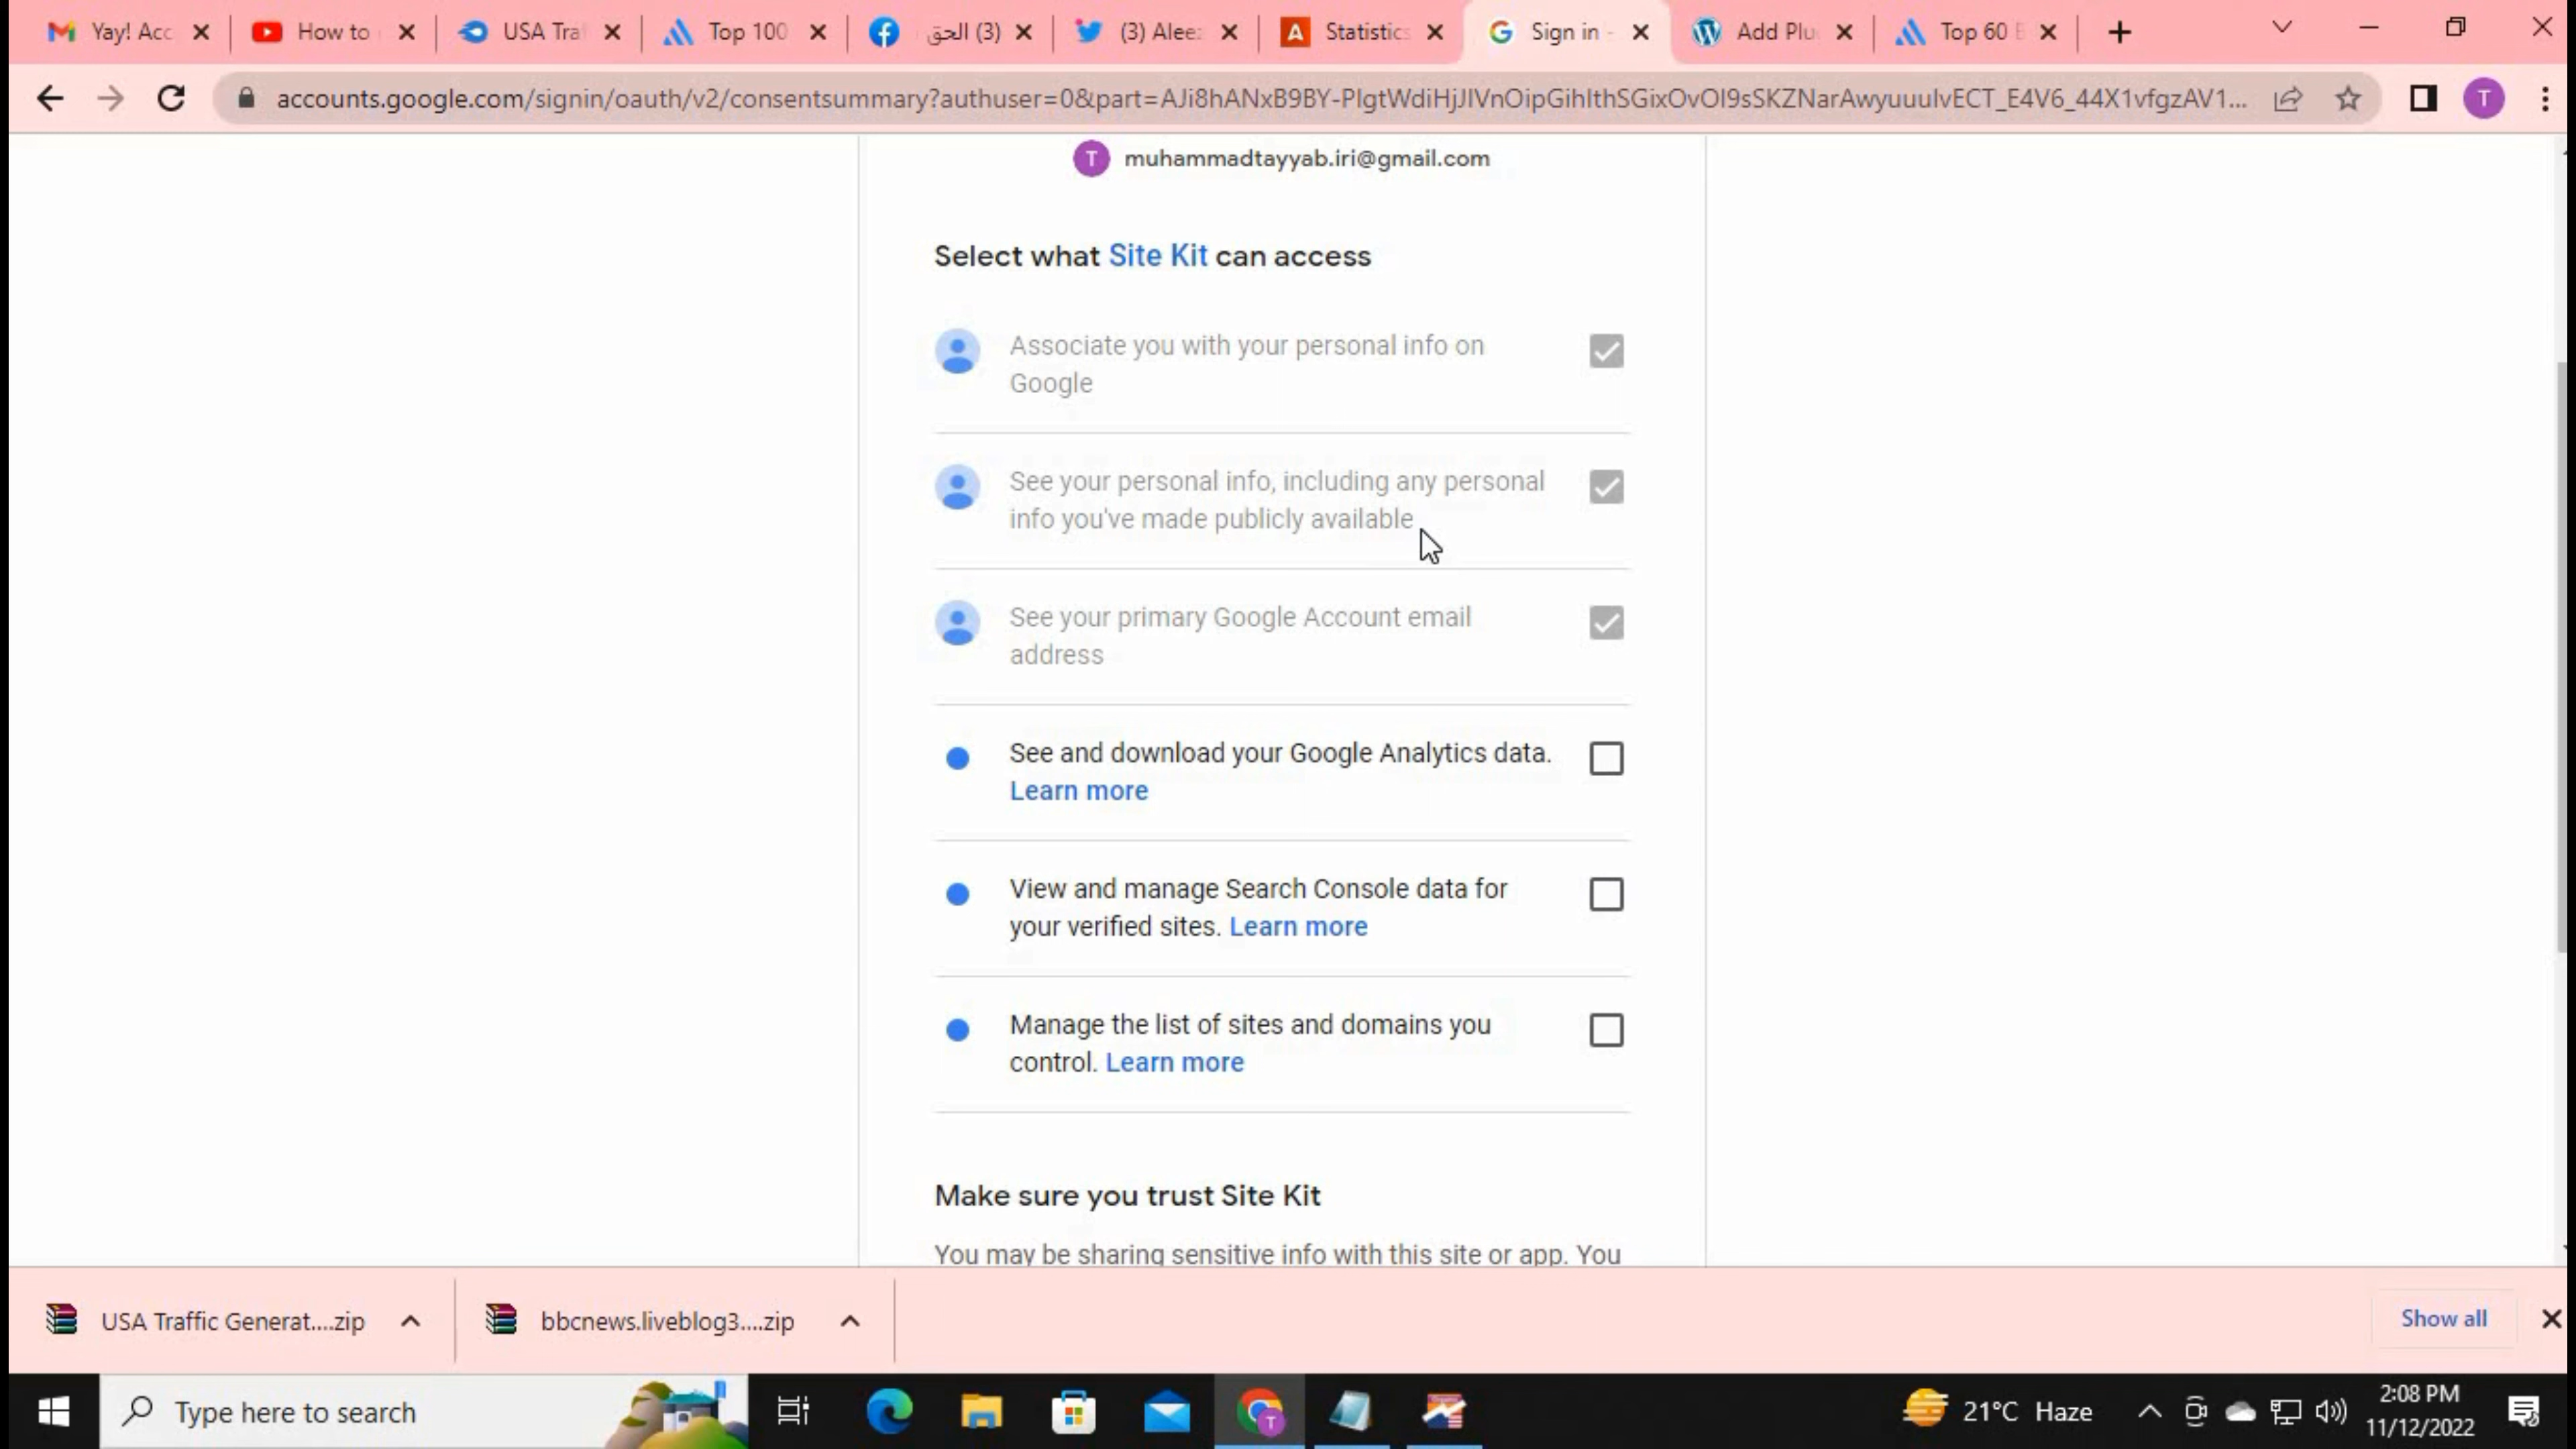 Yay! Acc
How to
USA Tra
Top 100
(3) الحق
(3) Alee
Statistics
Sign in -
Add Plu
Top 60 B
accounts.google.com/signin/oauth/v2/consentsummary?authuser=0&part=
muhammadtayyab.iri@gmail.com
Select what Site Kit can access
Associate you with your personal info on
Google
See your personal info, including any personal
info you've made publicly available
See your primary Google Account email
address
See and download your Google Analytics data.
Learn more
View and manage Search Console data for
your verified sites. Learn more
Manage the list of sites and domains you
control. Learn more
Make sure you trust Site Kit
You may be sharing sensitive info with this site or app. You
USA Traffic Generat....zip
bbcnews.liveblog3....zip
Show all
Type here to search
21°C Haze
2:08 PM
11/12/2022